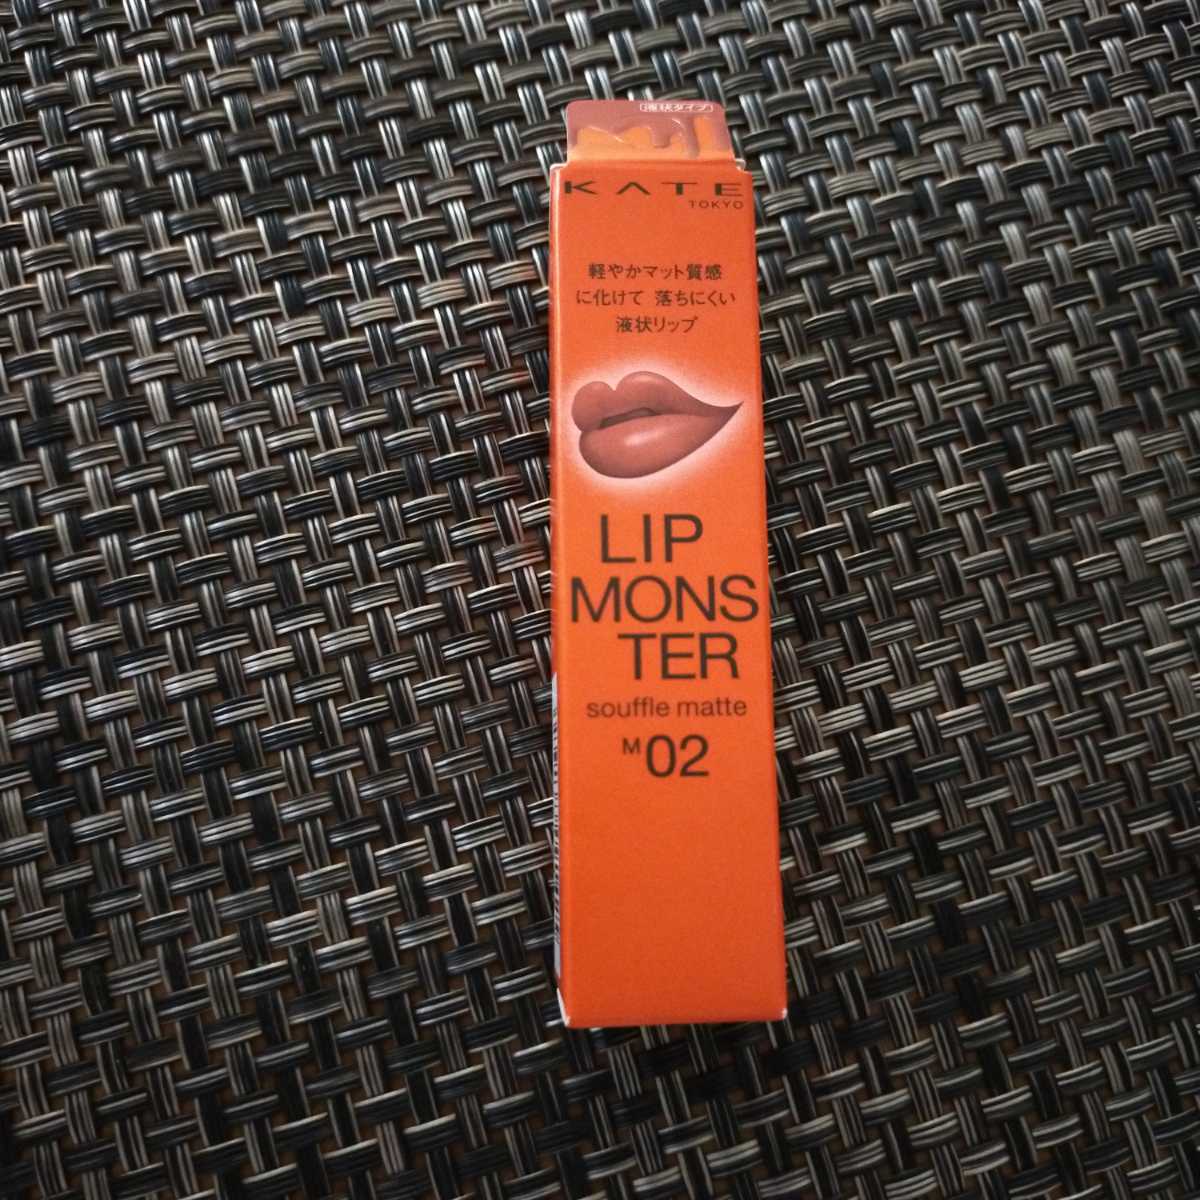 液状タイプ
KATE
TOKYO
軽やかマット質感
に化けて 落ちにくい
液状リップ
LIP
MONS
TER
souffle matte
M02